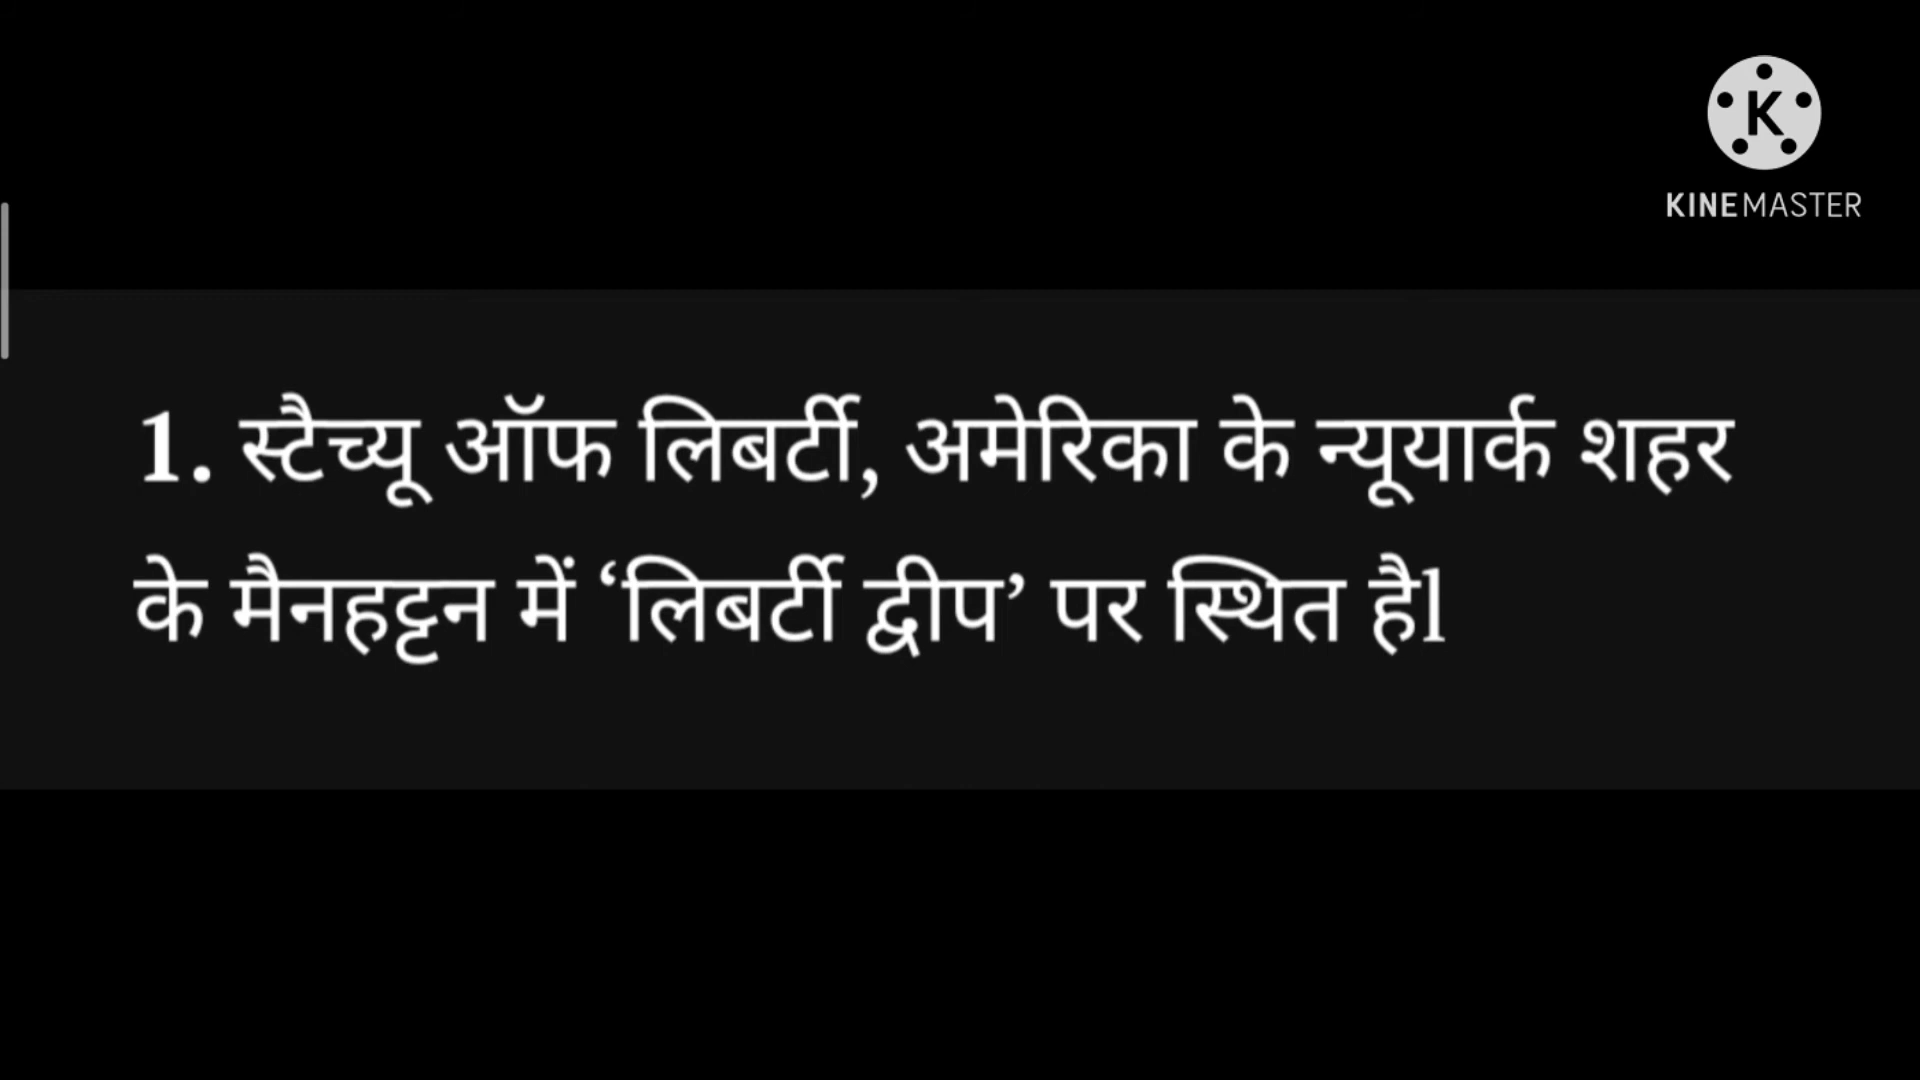 KINEMASTER
1. स्टैच्यू ऑफ लिबर्टी, अमेरिका के न्यूयार्क शहर
के मैनहट्टन में ‘लिबर्टी द्वीप’ पर स्थित हैl